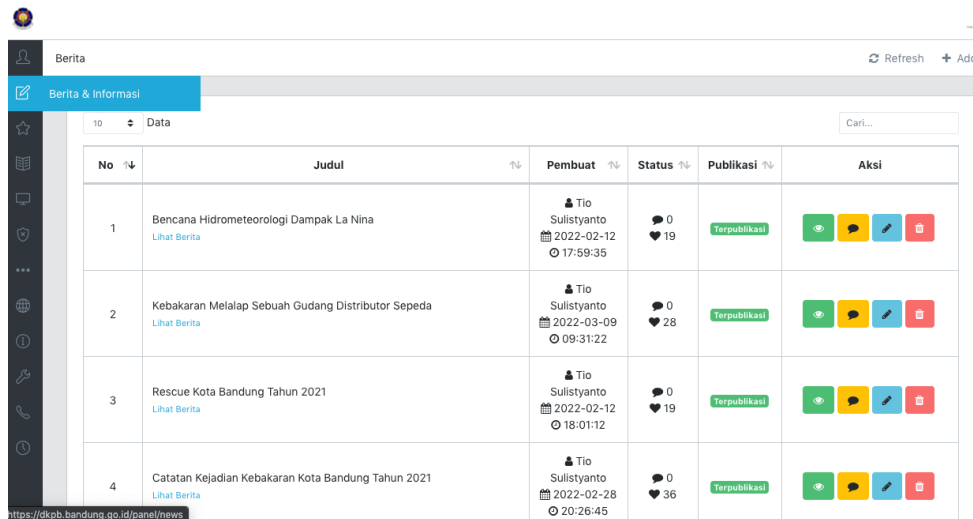 Berita
Refresh
Add
Berita & Informasi
10 Data
Cari...
No Judul Pembuat Status Publikasi Aksi
1
Bencana Hidrometeorologi Dampak La Nina
Lihat Berita
Tio
Sulistyanto
2022-02-12
17:59:35
0
19
Terpublikasi
2
Kebakaran Melalap Sebuah Gudang Distributor Sepeda
Lihat Berita
Tio
Sulistyanto
2022-03-09
09:31:22
0
28
Terpublikasi
3
Rescue Kota Bandung Tahun 2021
Lihat Berita
Tio
Sulistyanto
2022-02-12
18:01:12
0
19
Terpublikasi
4
Catatan Kejadian Kebakaran Kota Bandung Tahun 2021
Lihat Berita
Tio
Sulistyanto
2022-02-28
20:26:45
0
36
Terpublikasi
https://dkpb.bandung.go.id/panel/news